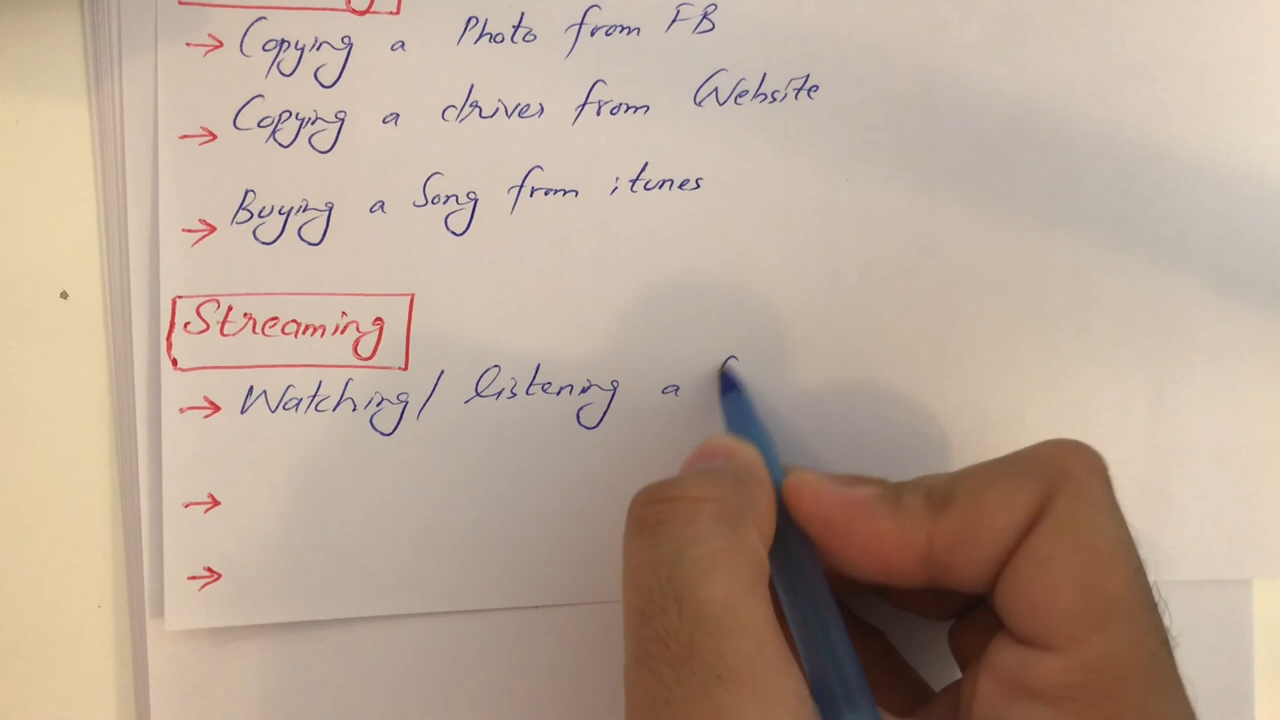 → Copying a Photo from FB
→ Copying a driver from Website
→ Buying a Song from itunes
Streaming
→ Watching/ listening a
→
→